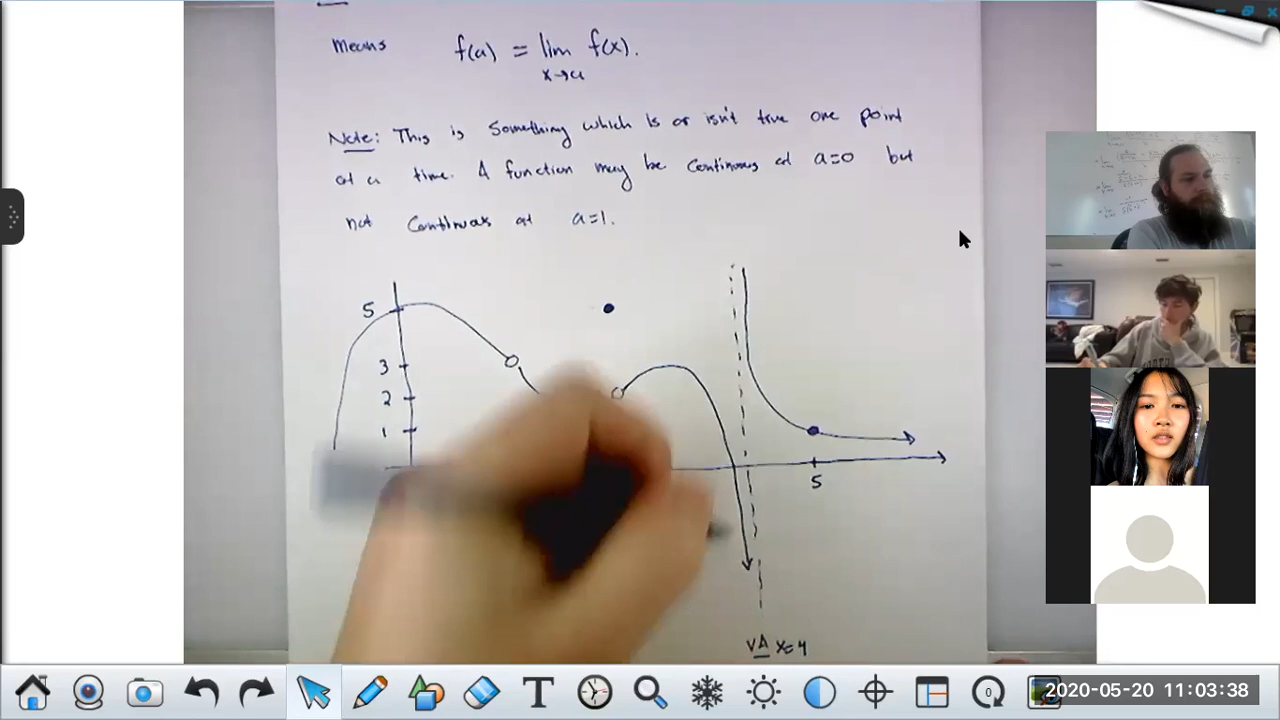 means f(a) = lim f(x).
x→a
Note: This is something which is or isn't true one point
at a time. A function may be continuous at a=0 but
not continuous at a=1.
5
3
2
1
5
VA x=4
T
0
2020-05-20 11:03:38